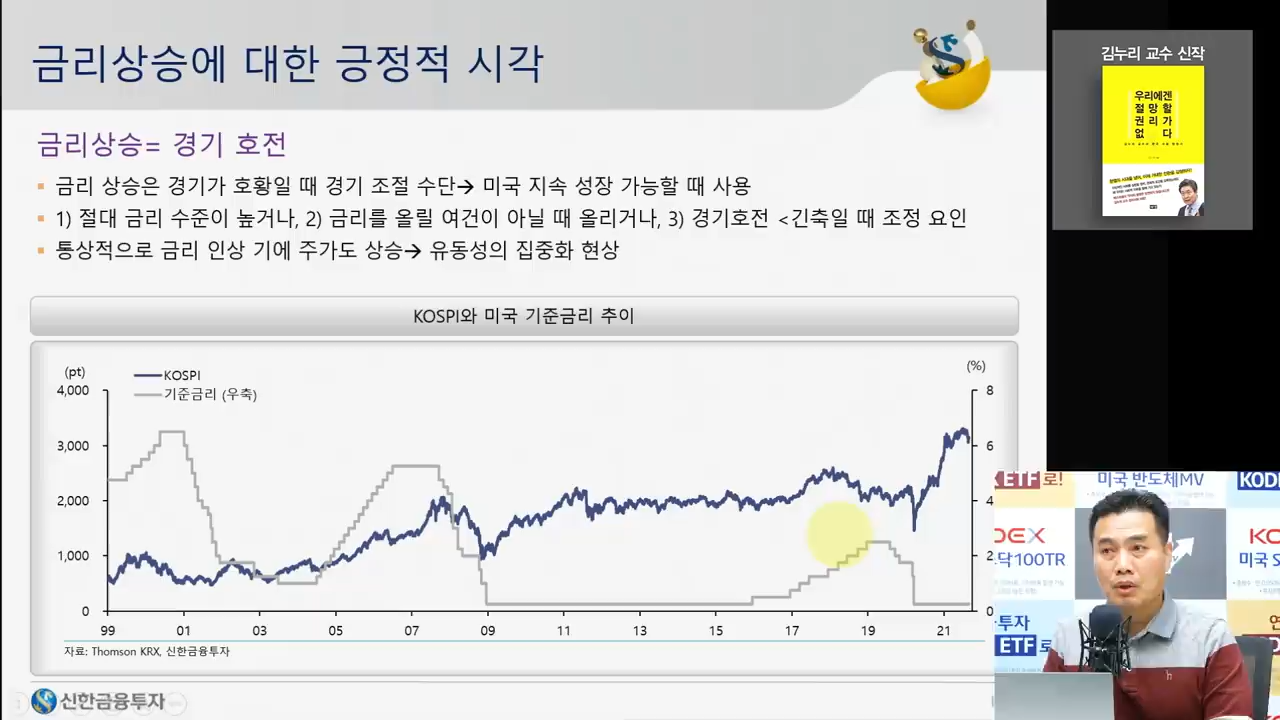 금리상승에 대한 긍정적 시각
금리상승= 경기 호전
▪ 금리 상승은 경기가 호황일 때 경기 조절 수단→ 미국 지속 성장 가능할 때 사용
▪ 1) 절대 금리 수준이 높거나, 2) 금리를 올릴 여건이 아닐 때 올리거나, 3) 경기호전 <긴축일 때 조정 요인
▪ 통상적으로 금리 인상 기에 주가도 상승→ 유동성의 집중화 현상
KOSPI와 미국 기준금리 추이
(pt)
(%)
KOSPI
기준금리 (우축)
4,000
3,000
2,000
1,000
0
8
6
4
2
0
99 01 03 05 07 09 11 13 15 17 19 21
자료: Thomson KRX, 신한금융투자
신한금융투자
김누리 교수 신작
우리에겐
절망할
권리가
없다
ETF로!
미국 반도체MV
KOD
DEX
닥100TR
KO
미국 S
투자
ETF로
연